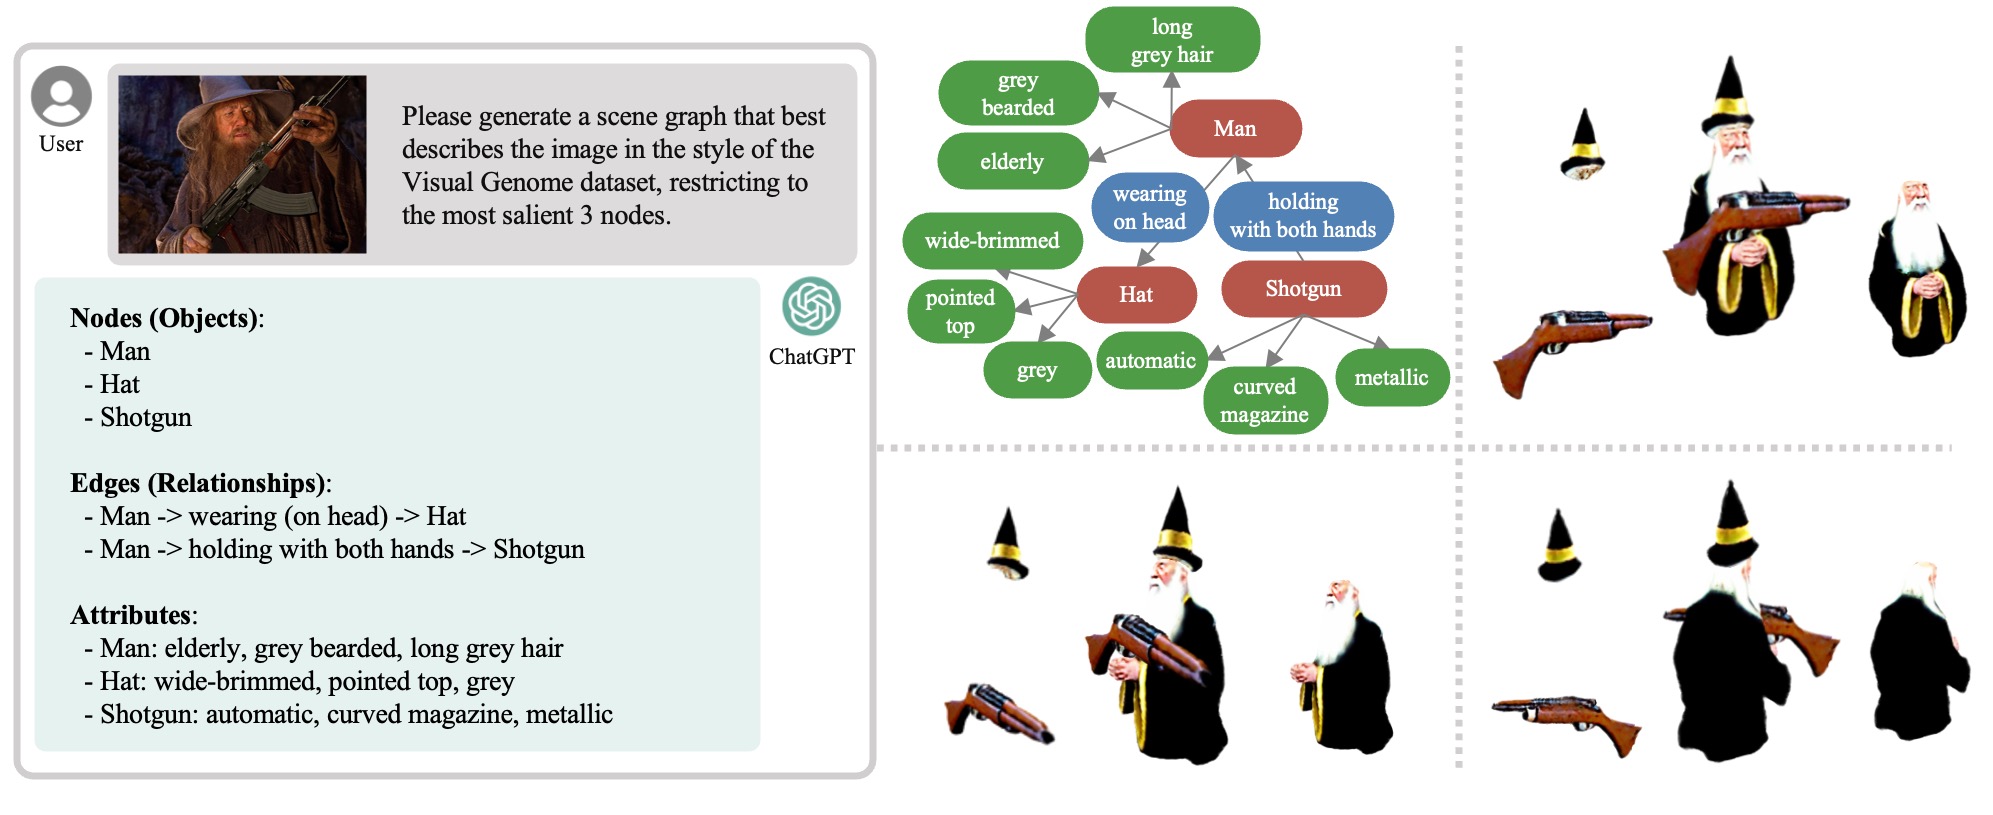 User
Please generate a scene graph that best
describes the image in the style of the
Visual Genome dataset, restricting to
the most salient 3 nodes.
ChatGPT
Nodes (Objects):
- Man
- Hat
- Shotgun
Edges (Relationships):
- Man -> wearing (on head) -> Hat
- Man -> holding with both hands -> Shotgun
Attributes:
- Man: elderly, grey bearded, long grey hair
- Hat: wide-brimmed, pointed top, grey
- Shotgun: automatic, curved magazine, metallic
long
grey hair
grey
bearded
Man
elderly
wearing
on head
holding
with both hands
wide-brimmed
pointed
top
Hat
Shotgun
grey
automatic
curved
magazine
metallic